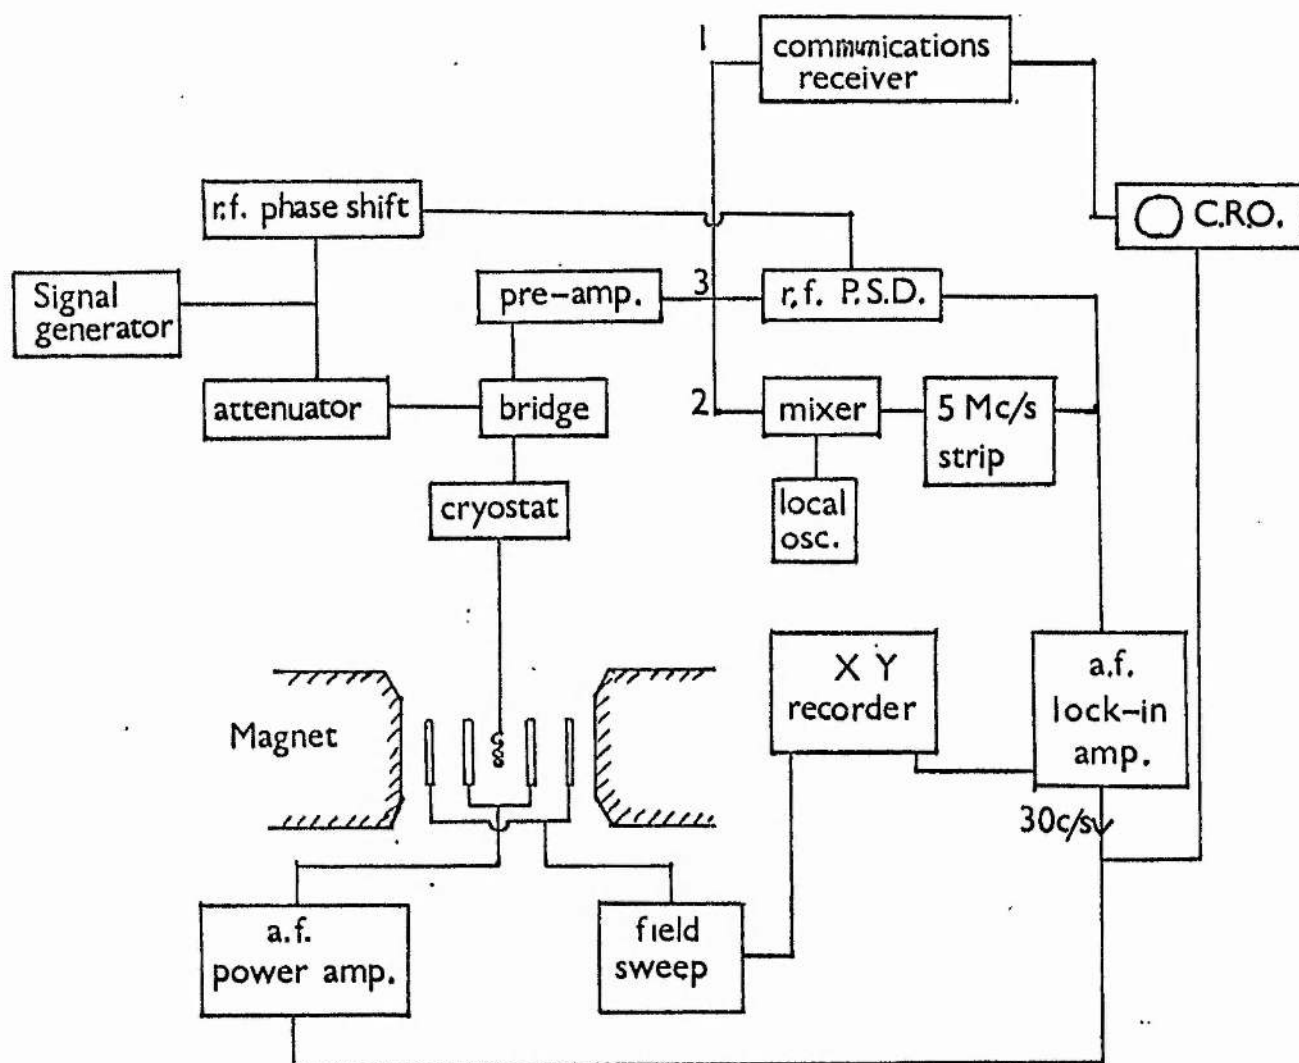 1
communications
receiver
r.f. phase shift
C.R.O.
Signal
generator
pre-amp.
3
r.f. P.S.D.
attenuator
bridge
2
mixer
5 Mc/s
strip
cryostat
local
osc.
X Y
recorder
a.f.
lock-in
amp.
Magnet
30c/s
a.f.
power amp.
field
sweep